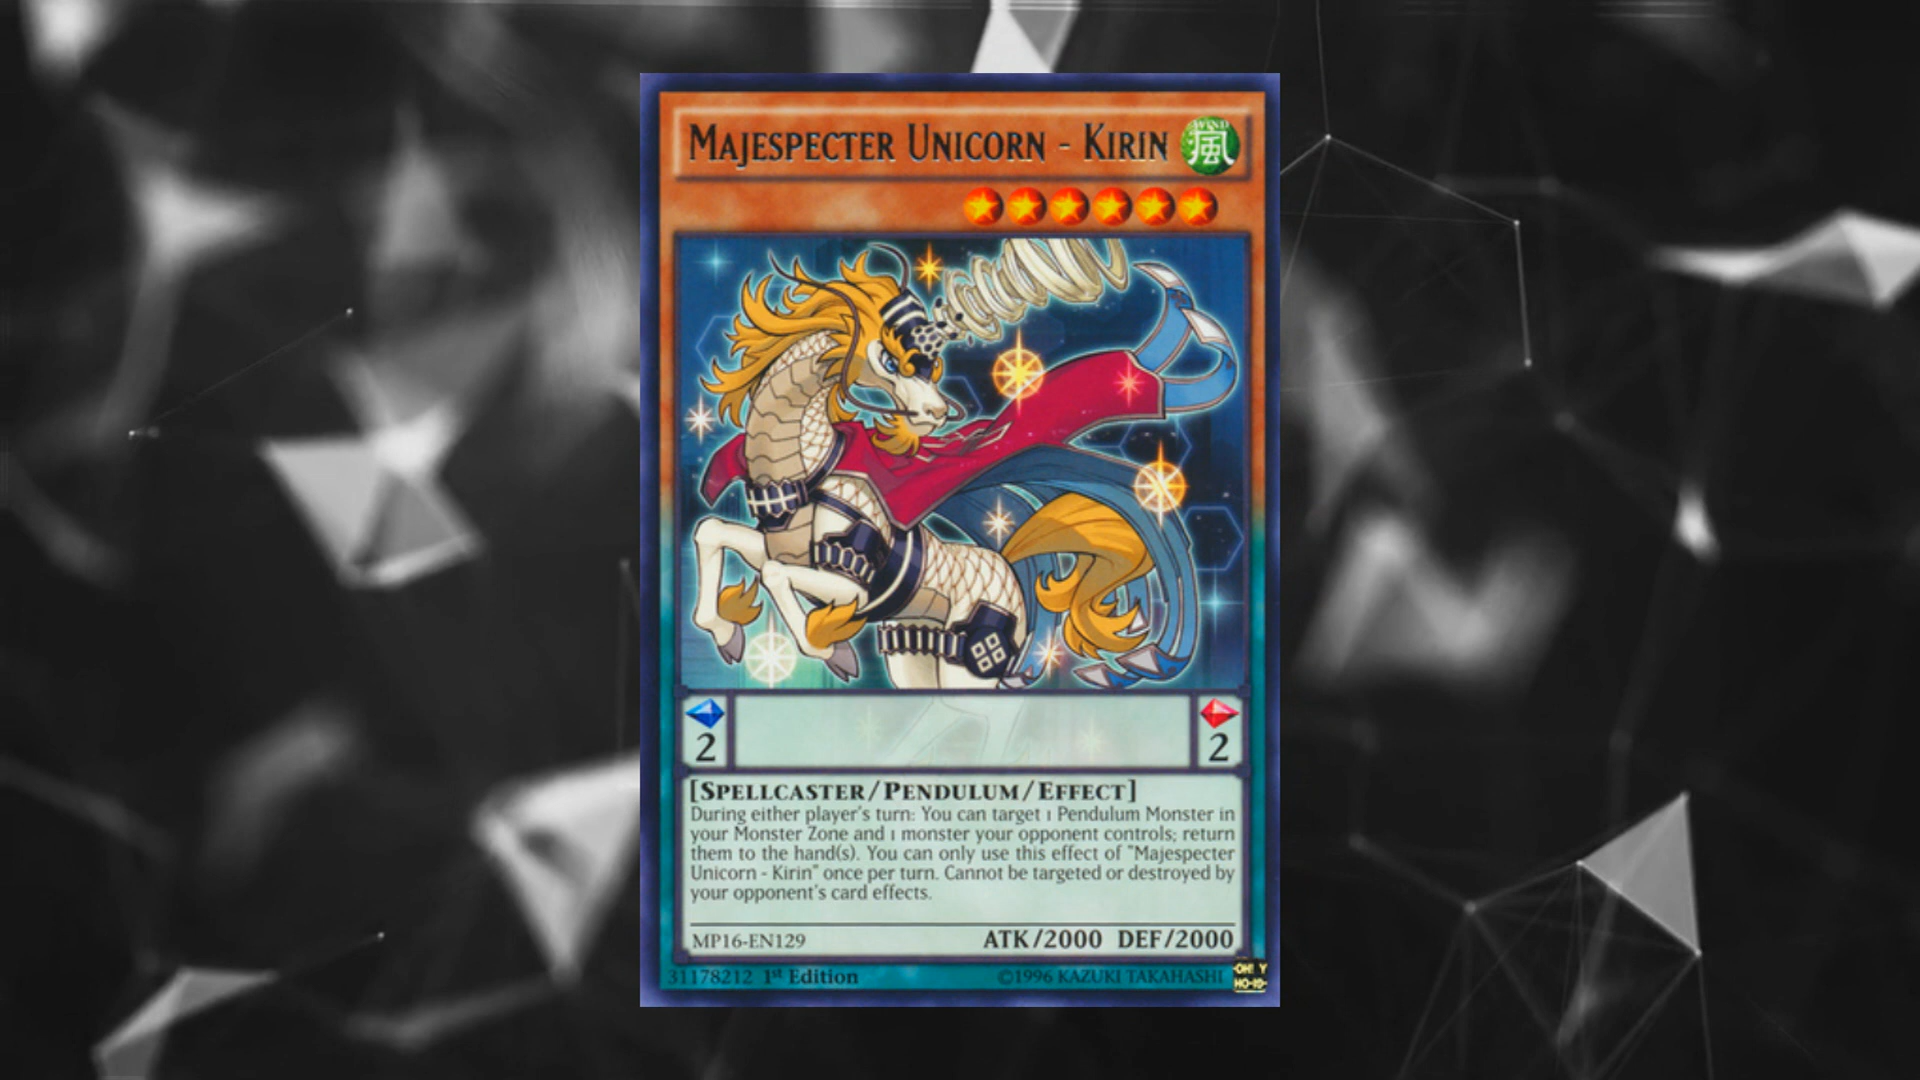 Majespecter Unicorn - Kirin
WIND
風
2
2
[Spellcaster/Pendulum/Effect]
During either player's turn: You can target 1 Pendulum Monster in
your Monster Zone and 1 monster your opponent controls; return
them to the hand(s). You can only use this effect of "Majespecter
Unicorn - Kirin" once per turn. Cannot be targeted or destroyed by
your opponent's card effects.
MP16-EN129
ATK/2000 DEF/2000
31178212 1st Edition
©1996 KAZUKI TAKAHASHI